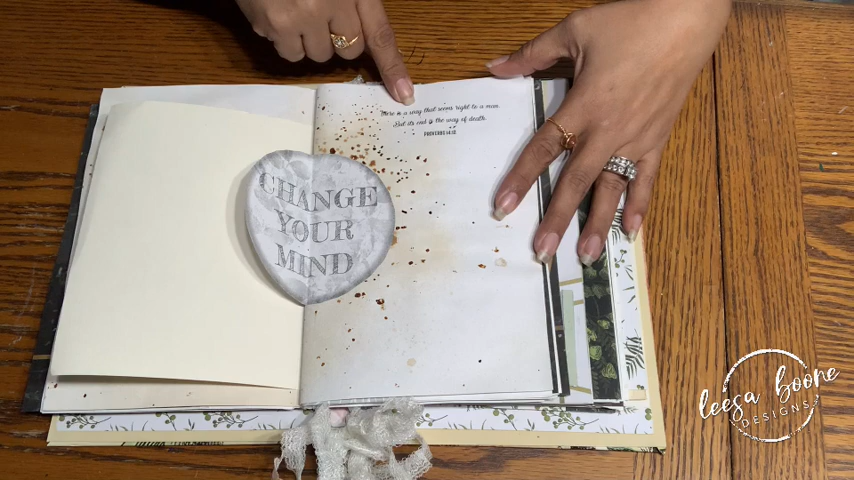 There is a way that seems right to a man,
But its end is the way of death.
PROVERBS 14:12
CHANGE
YOUR
MIND
leesa boone
DESIGNS